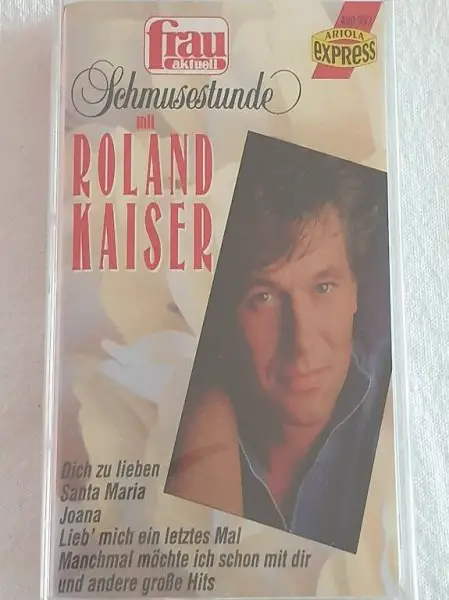 frau
aktuell
ARIOLA
express
Schmusestunde
mit
ROLAND
KAISER
Dich zu lieben
Santa Maria
Joana
Lieb' mich ein letztes Mal
Manchmal möchte ich schon mit dir
und andere große Hits